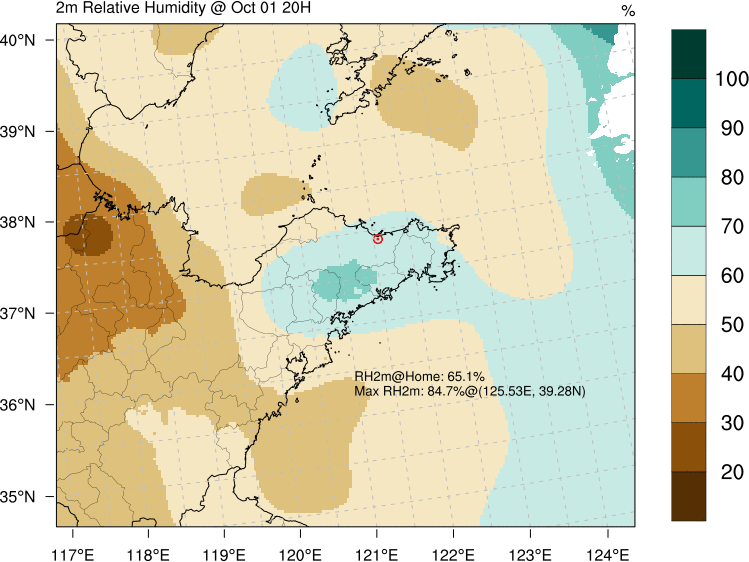 2m Relative Humidity @ Oct 01 20H
%
40°N
39°N
38°N
37°N
36°N
35°N
RH2m@Home: 65.1%
Max RH2m: 84.7%@(125.53E, 39.28N)
100
90
80
70
60
50
40
30
20
117°E 118°E 119°E 120°E 121°E 122°E 123°E 124°E